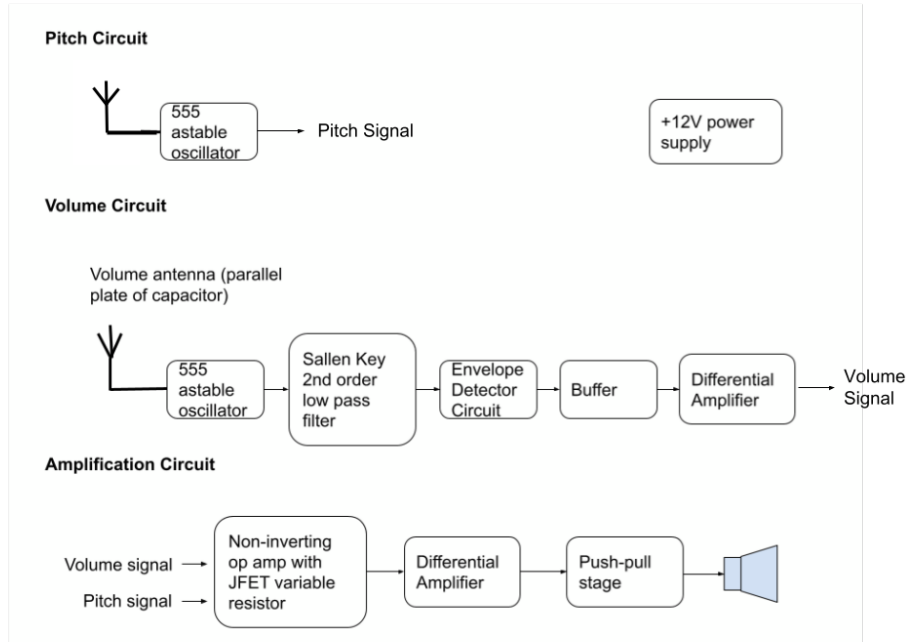 Pitch Circuit
555
astable
oscillator
Pitch Signal
+12V power
supply
Volume Circuit
Volume antenna (parallel
plate of capacitor)
555
astable
oscillator
Sallen Key
2nd order
low pass
filter
Envelope
Detector
Circuit
Buffer
Differential
Amplifier
Volume
Signal
Amplification Circuit
Volume signal
Pitch signal
Non-inverting
op amp with
JFET variable
resistor
Differential
Amplifier
Push-pull
stage